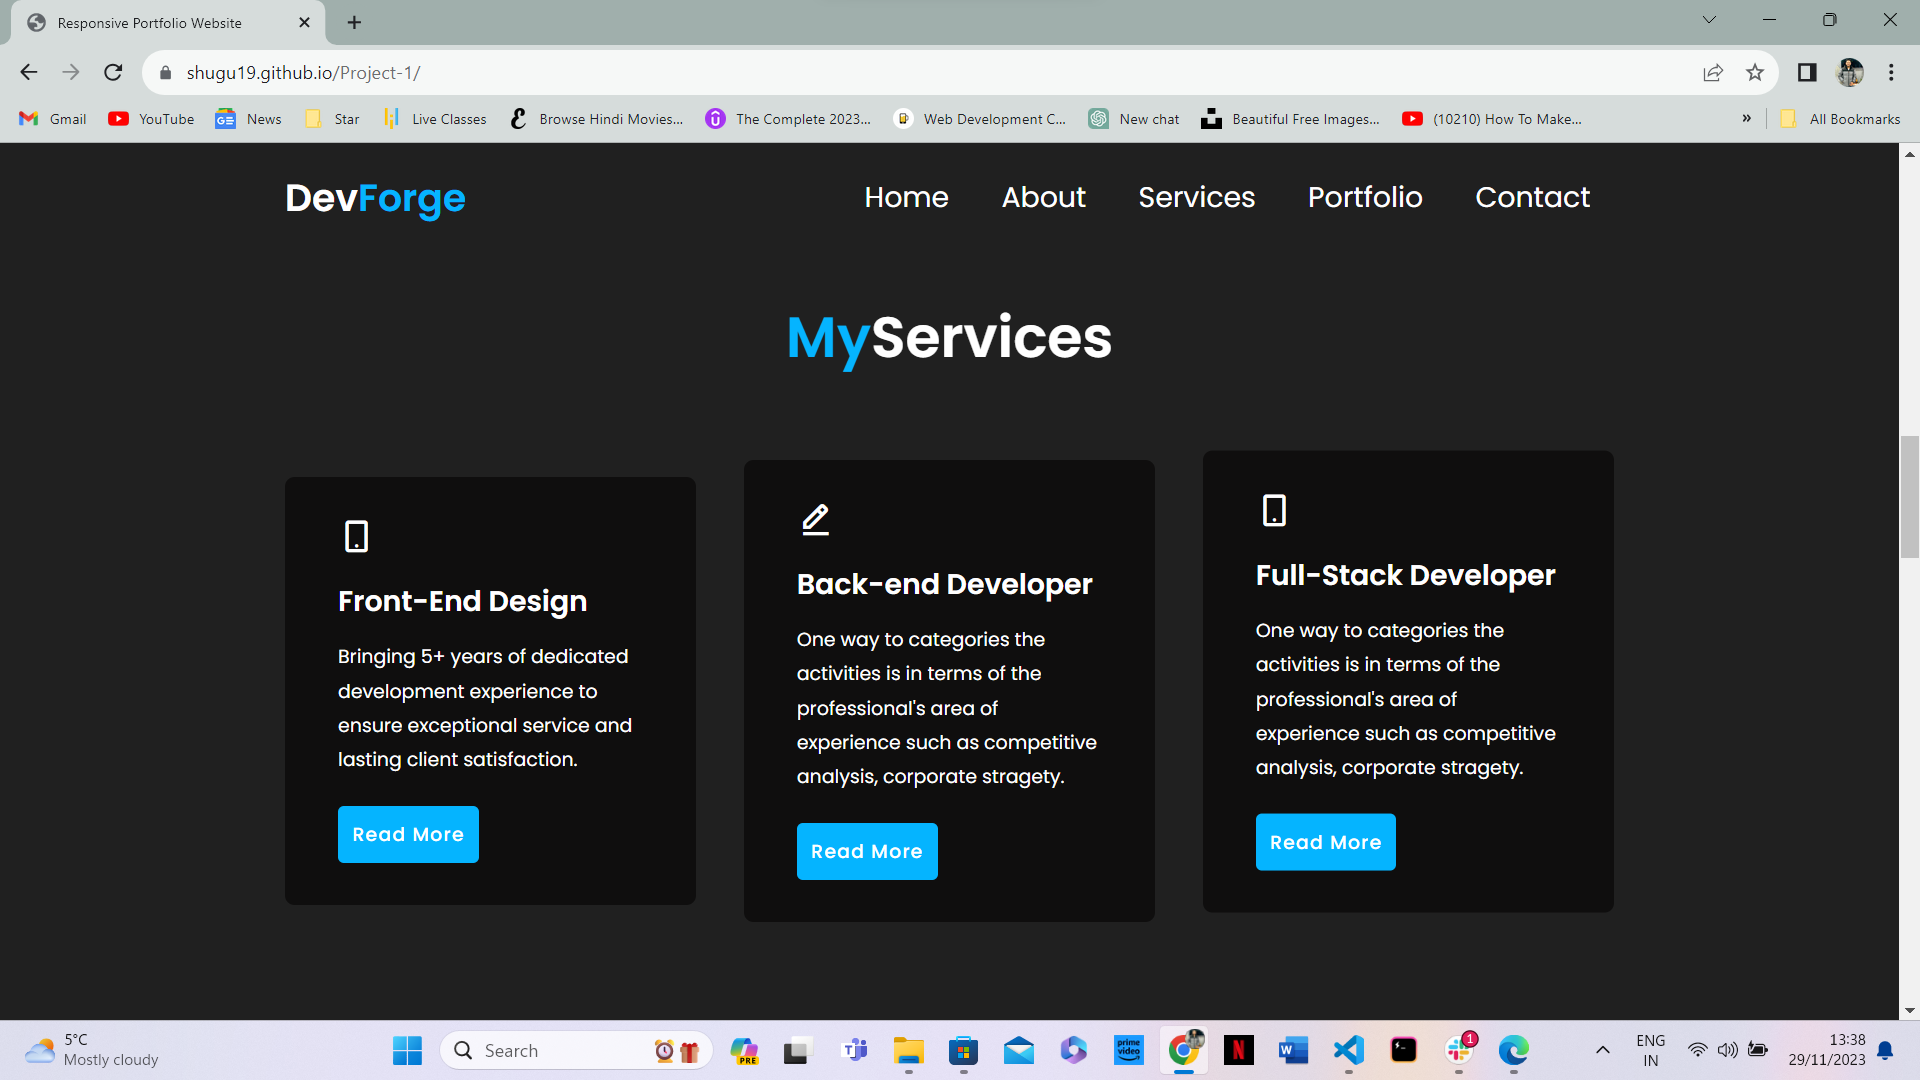 Responsive Portfolio Website
shugu19.github.io/Project-1/
Gmail
YouTube
News
Star
Live Classes
Browse Hindi Movies...
The Complete 2023...
Web Development C...
New chat
Beautiful Free Images...
(10210) How To Make...
»
All Bookmarks
DevForge
Home
About
Services
Portfolio
Contact
MyServices
Front-End Design
Bringing 5+ years of dedicated
development experience to
ensure exceptional service and
lasting client satisfaction.
Read More
Back-end Developer
One way to categories the
activities is in terms of the
professional's area of
experience such as competitive
analysis, corporate stragety.
Read More
Full-Stack Developer
One way to categories the
activities is in terms of the
professional's area of
experience such as competitive
analysis, corporate stragety.
Read More
5°C
Mostly cloudy
Search
PRE
prime
video
N
W
1
ENG
IN
13:38
29/11/2023